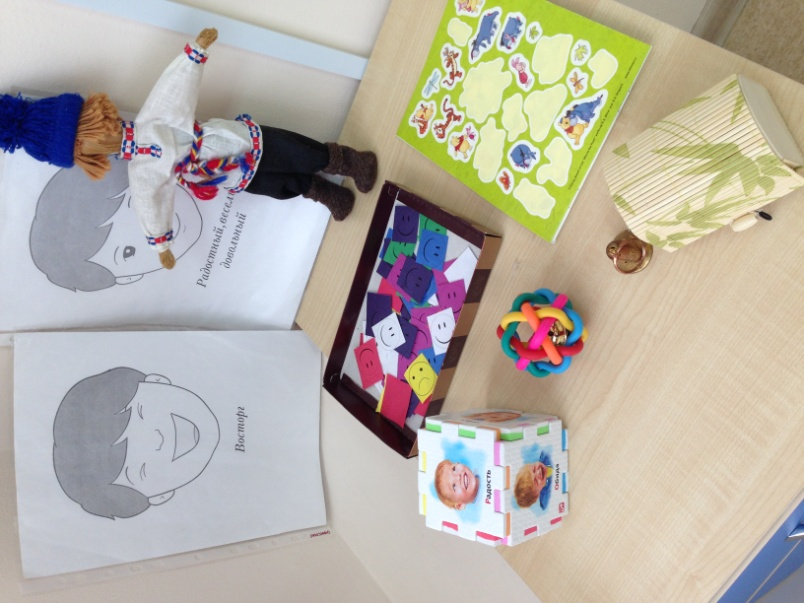 Радостный, веселый,
довольный
Восторг
Радость
Обида